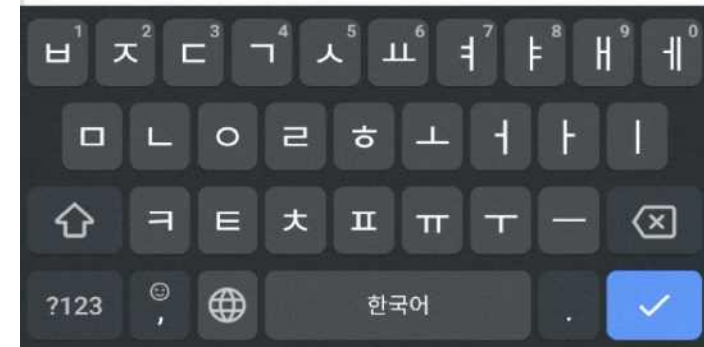 ㅂ1 ㅈ2 ㄷ3 ㄱ4 ㅅ5 ㅛ6 ㅕ7 ㅑ8 ㅐ9 ㅔ0
ㅁ ㄴ ㅇ ㄹ ㅎ ㅗ ㅓ ㅏ ㅣ
ㅋ ㅌ ㅊ ㅍ ㅠ ㅜ ㅡ
?123 , 한국어 .